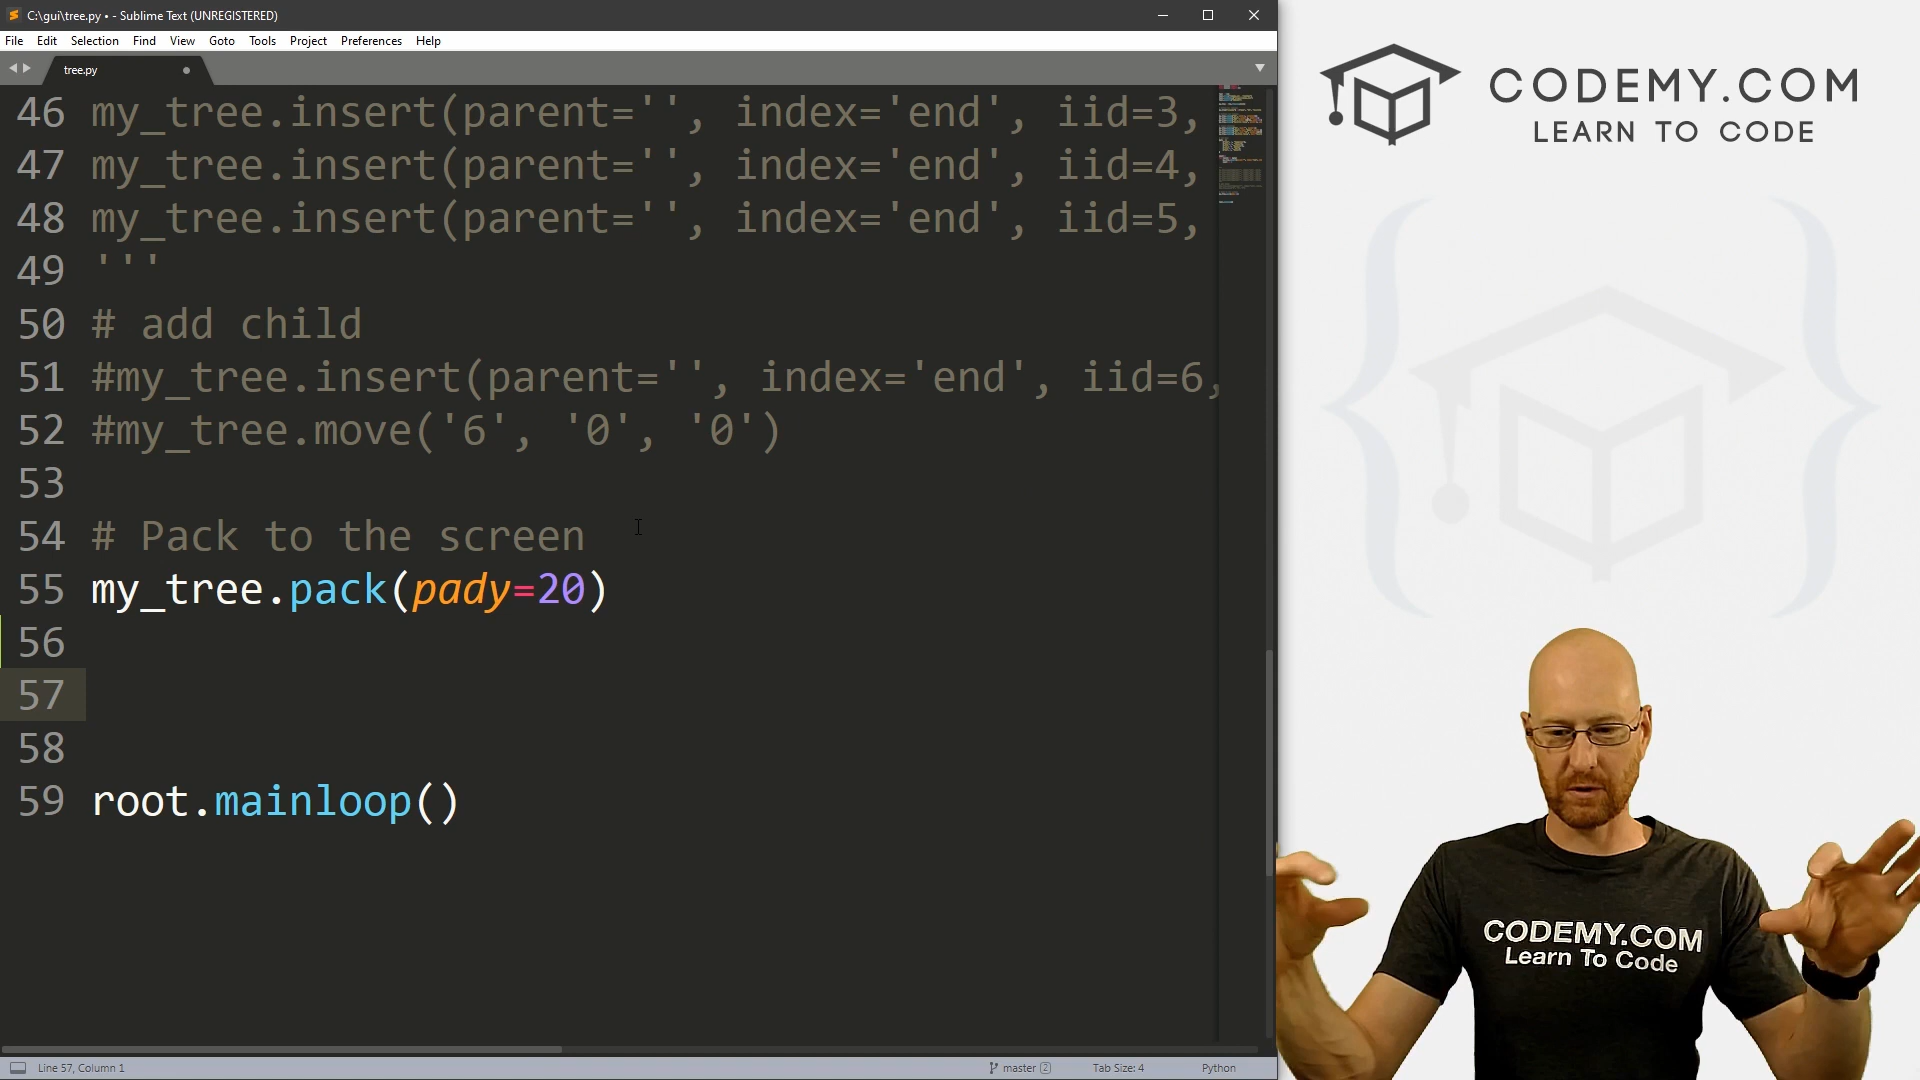 C:\gui\tree.py • - Sublime Text (UNREGISTERED)
File Edit Selection Find View Goto Tools Project Preferences Help
tree.py
46 my_tree.insert(parent='', index='end', iid=3,
47 my_tree.insert(parent='', index='end', iid=4,
48 my_tree.insert(parent='', index='end', iid=5,
49 '''
50 # add child
51 #my_tree.insert(parent='', index='end', iid=6,
52 #my_tree.move('6', '0', '0')
53
54 # Pack to the screen
55 my_tree.pack(pady=20)
56
57
58
59 root.mainloop()
Line 57, Column 1 master 2 Tab Size: 4 Python
CODEMY.COM
LEARN TO CODE
CODEMY.COM
Learn To Code